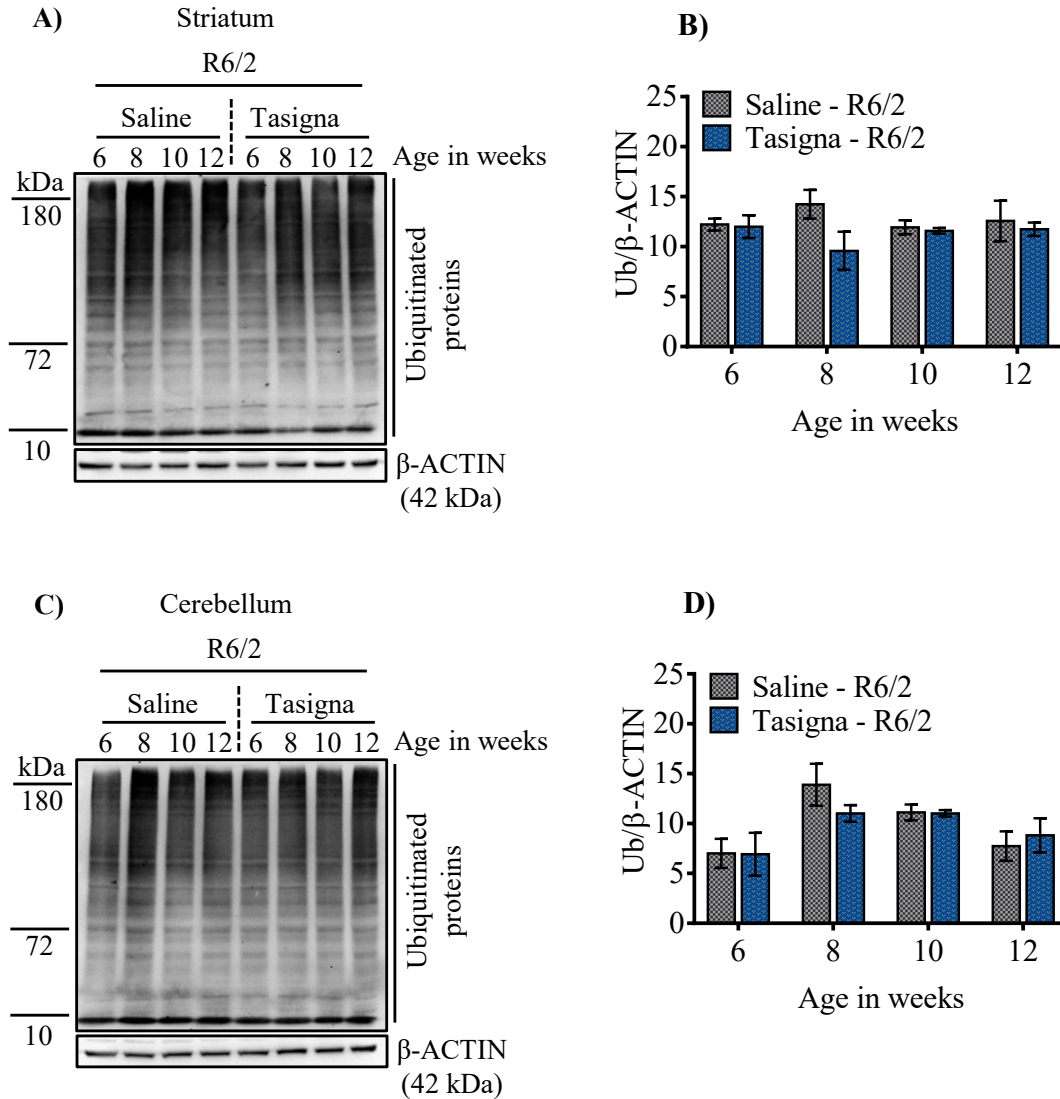 A)
Striatum
R6/2
Saline Tasigna
6 8 10 12 6 8 10 12 Age in weeks
kDa
180
72
10
Ubiquitinated
proteins
β-ACTIN
(42 kDa)
B)
25
20
15
10
5
0
Ub/β-ACTIN
Saline - R6/2
Tasigna - R6/2
6 8 10 12
Age in weeks
C)
Cerebellum
R6/2
Saline Tasigna
6 8 10 12 6 8 10 12 Age in weeks
kDa
180
72
10
Ubiquitinated
proteins
β-ACTIN
(42 kDa)
D)
25
20
15
10
5
0
Ub/β-ACTIN
Saline - R6/2
Tasigna - R6/2
6 8 10 12
Age in weeks